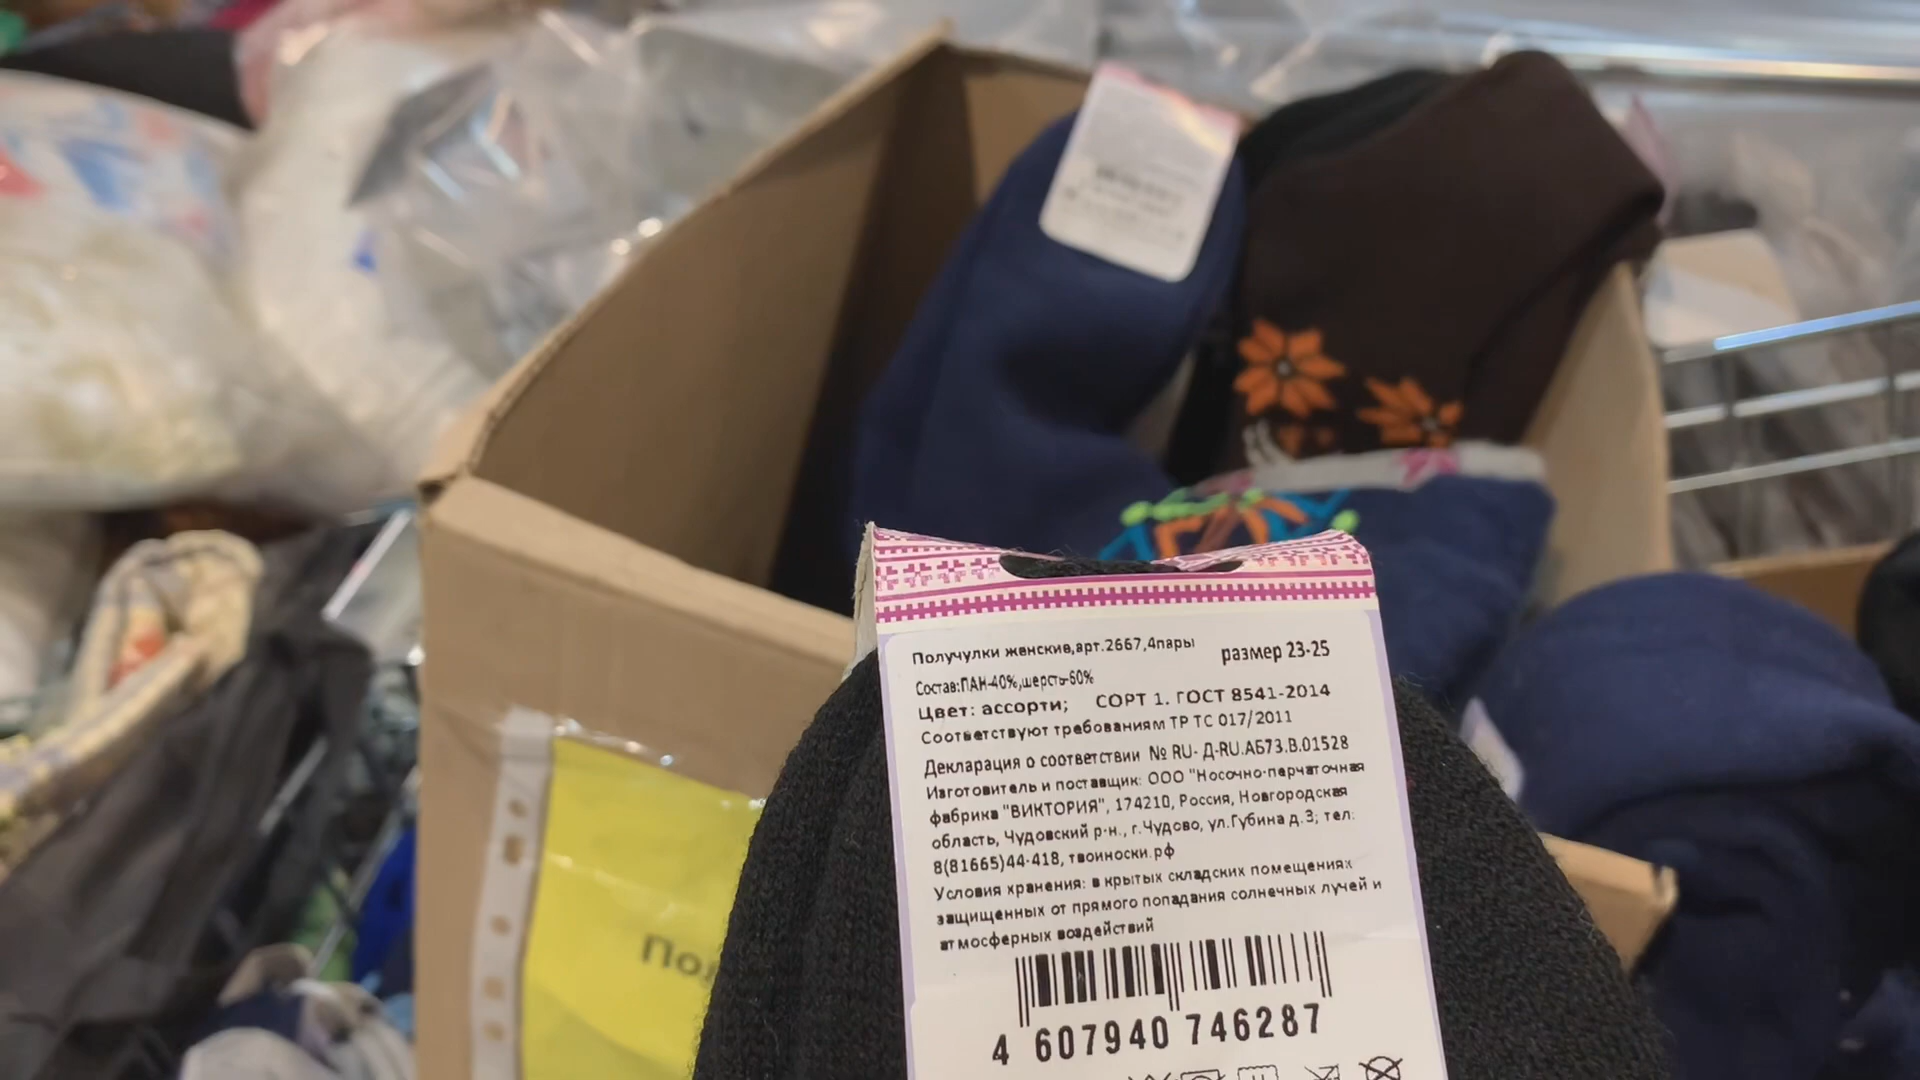 Получулки женские,арт.2667,4пары размер 23-25
Состав:ПАН-40%,шерсть-60%
Цвет: ассорти; СОРТ 1. ГОСТ 8541-2014
Соответствуют требованиям ТР ТС 017/2011
Декларация о соответствии № RU- Д-RU.АБ73.В.01528
Изготовитель и поставщик: ООО "Носочно-перчаточная
фабрика "ВИКТОРИЯ", 174210, Россия, Новгородская
область, Чудовский р-н., г.Чудово, ул.Губина д.3; тел:
8(81665)44-418, твоиноски.рф
Условия хранения: в крытых складских помещениях
защищенных от прямого попадания солнечных лучей и
атмосферных воздействий
4 607940 746287